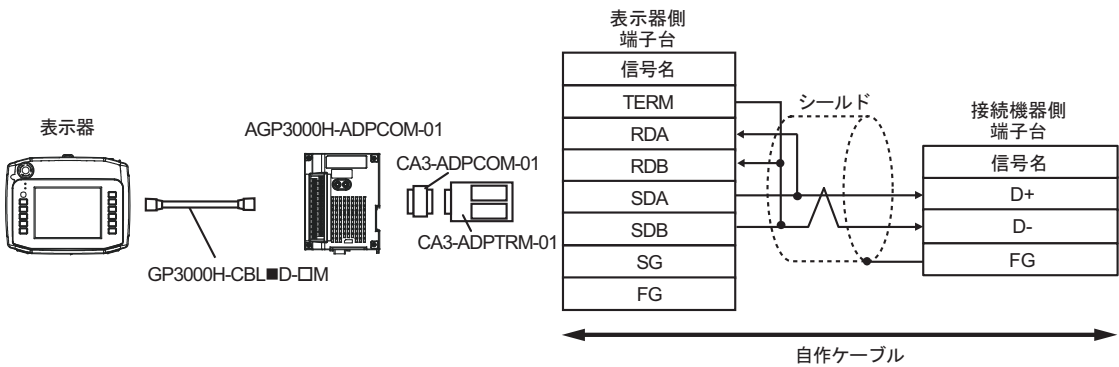 表示器
GP3000H-CBL■D-□M
AGP3000H-ADPCOM-01
CA3-ADPCOM-01
CA3-ADPTRM-01
表示器側
端子台
信号名
TERM
RDA
RDB
SDA
SDB
SG
FG
シールド
接続機器側
端子台
信号名
D+
D-
FG
自作ケーブル